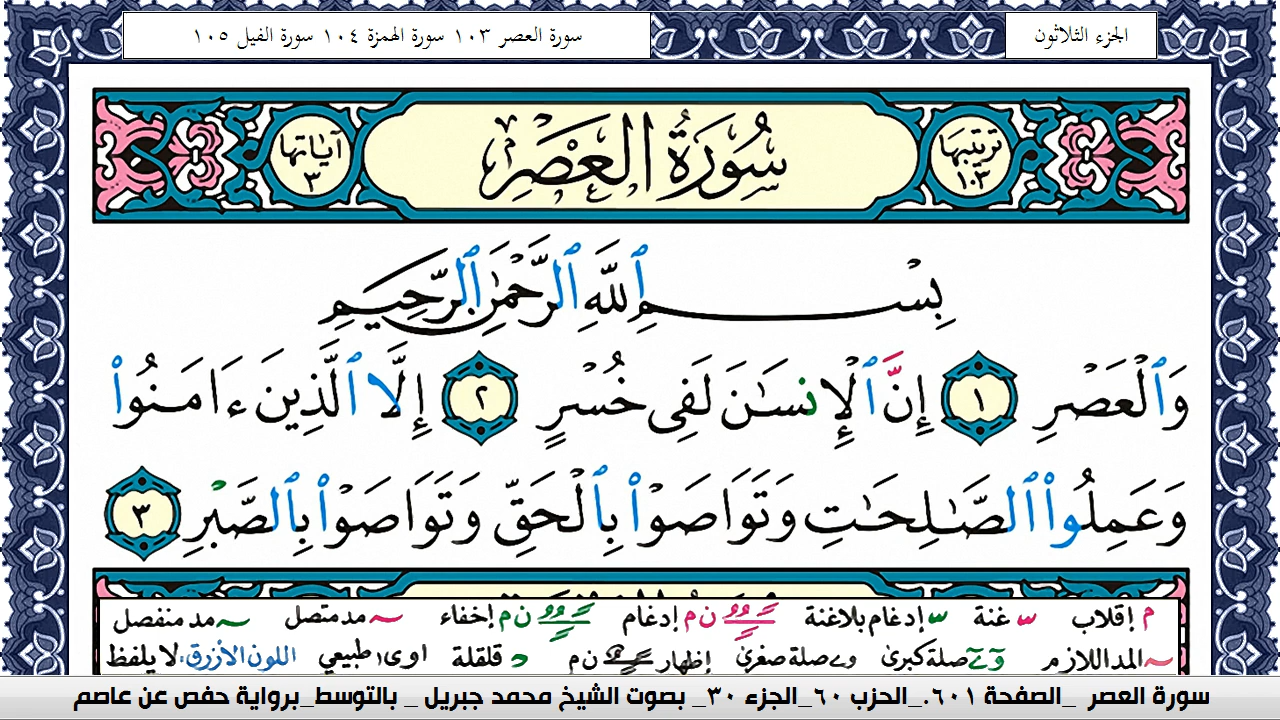 الجزء الثلاثون
سورة العصر ١٠٣ سورة الهمزة ١٠٤ سورة الفيل ١٠٥
ترتيبها ١٠٣
سُورَةُ العَصْرِ
آياتها ٣
بِسْمِ ٱللَّهِ ٱلرَّحْمَٰنِ ٱلرَّحِيمِ
وَٱلْعَصْرِ ١ إِنَّ ٱلْإِنسَٰنَ لَفِى خُسْرٍ ٢ إِلَّا ٱلَّذِينَ ءَامَنُوا۟
وَعَمِلُوا۟ ٱلصَّٰلِحَٰتِ وَتَوَاصَوْا۟ بِٱلْحَقِّ وَتَوَاصَوْا۟ بِٱلصَّبْرِ ٣
م إقلاب س غنة س إدغام بلاغنة ن م إدغام ن م إخفاء مد متصل مد منفصل
المد اللازم صلة كبرى صلة صغرى إظهار ن م د قلقلة اوى طبيعي اللون الأزرق: لا يلفظ
سورة العصر _الصفحة ٦٠١._الحزب ٦٠_الجزء ٣٠_ بصوت الشيخ محمد جبريل _ بالتوسط_برواية حفص عن عاصم